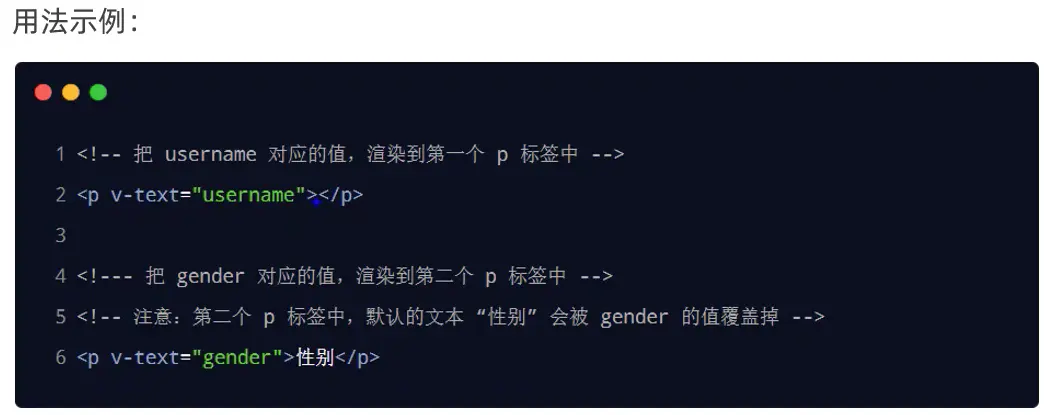 用法示例：
1 <!-- 把 username 对应的值，渲染到第一个 p 标签中 -->
2 <p v-text="username"></p>
3
4 <!--- 把 gender 对应的值，渲染到第二个 p 标签中 -->
5 <!-- 注意：第二个 p 标签中，默认的文本 “性别” 会被 gender 的值覆盖掉 -->
6 <p v-text="gender">性别</p>